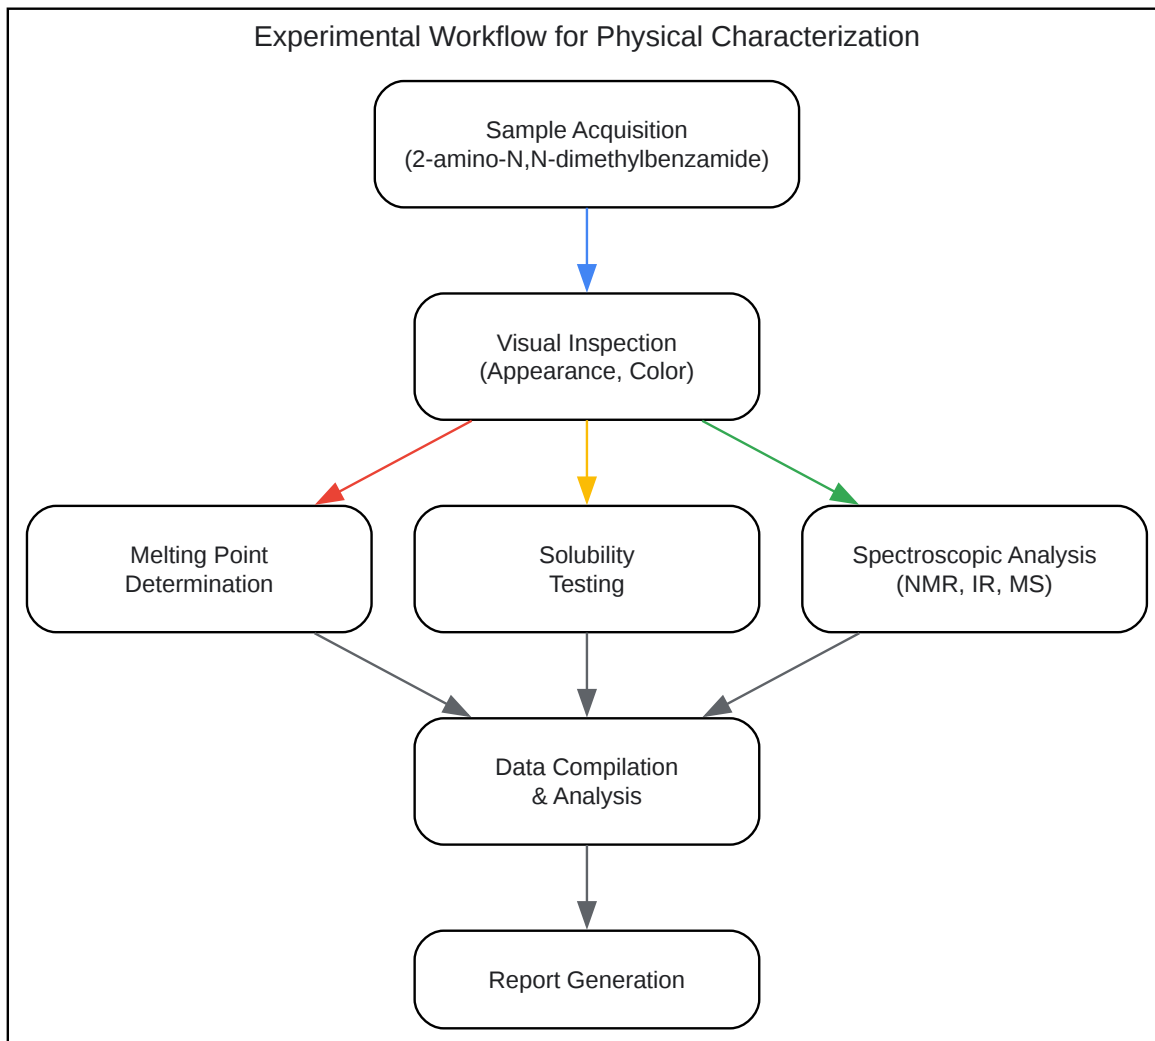 Experimental Workflow for Physical Characterization
Sample Acquisition
(2-amino-N,N-dimethylbenzamide)
Visual Inspection
(Appearance, Color)
Melting Point
Determination
Solubility
Testing
Spectroscopic Analysis
(NMR, IR, MS)
Data Compilation
& Analysis
Report Generation